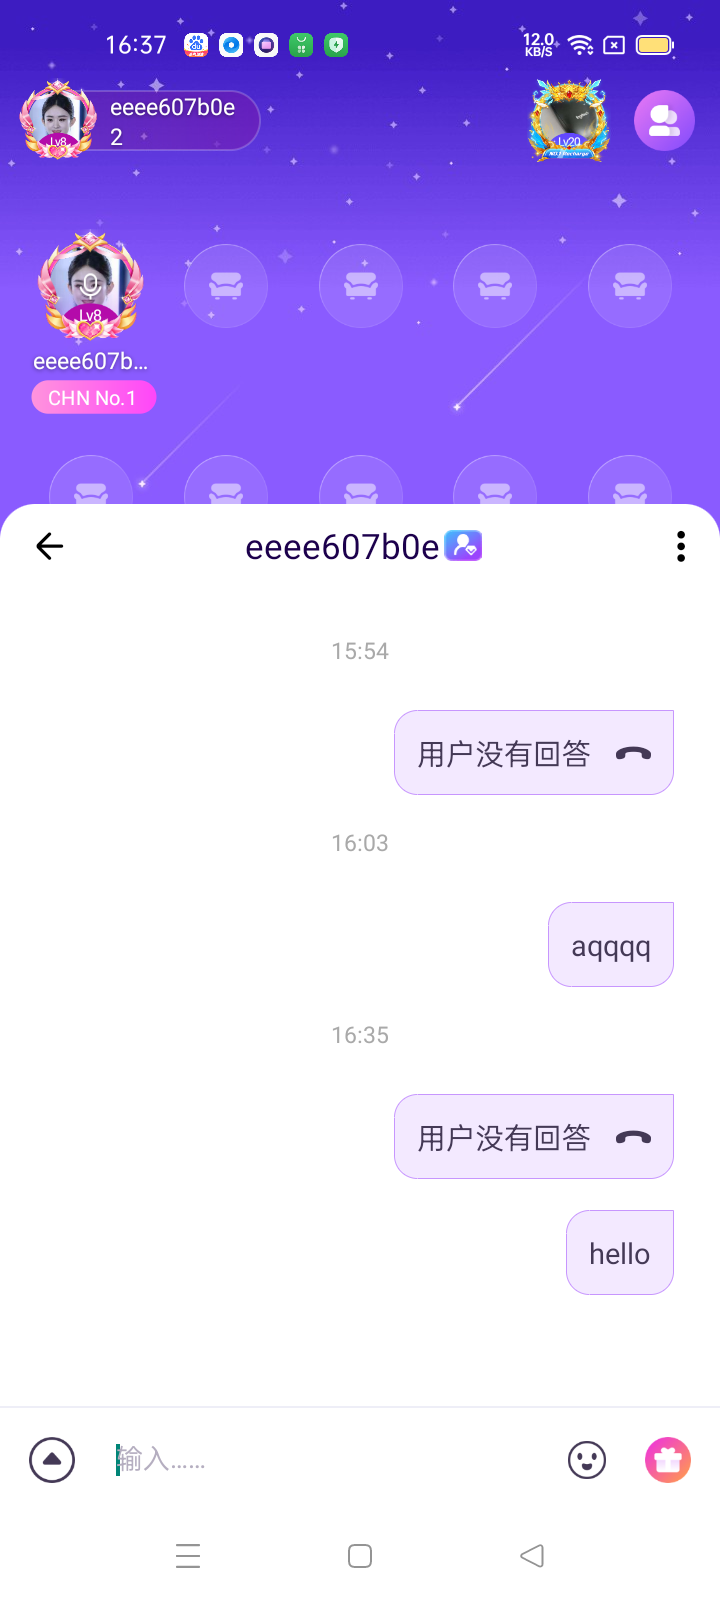 16:37
12.0
KB/S
eeee607b0e
2
Lv8
Lv20
Lv8
eeee607b...
CHN No.1
eeee607b0e
15:54
用户没有回答
16:03
aqqqq
16:35
用户没有回答
hello
输入......